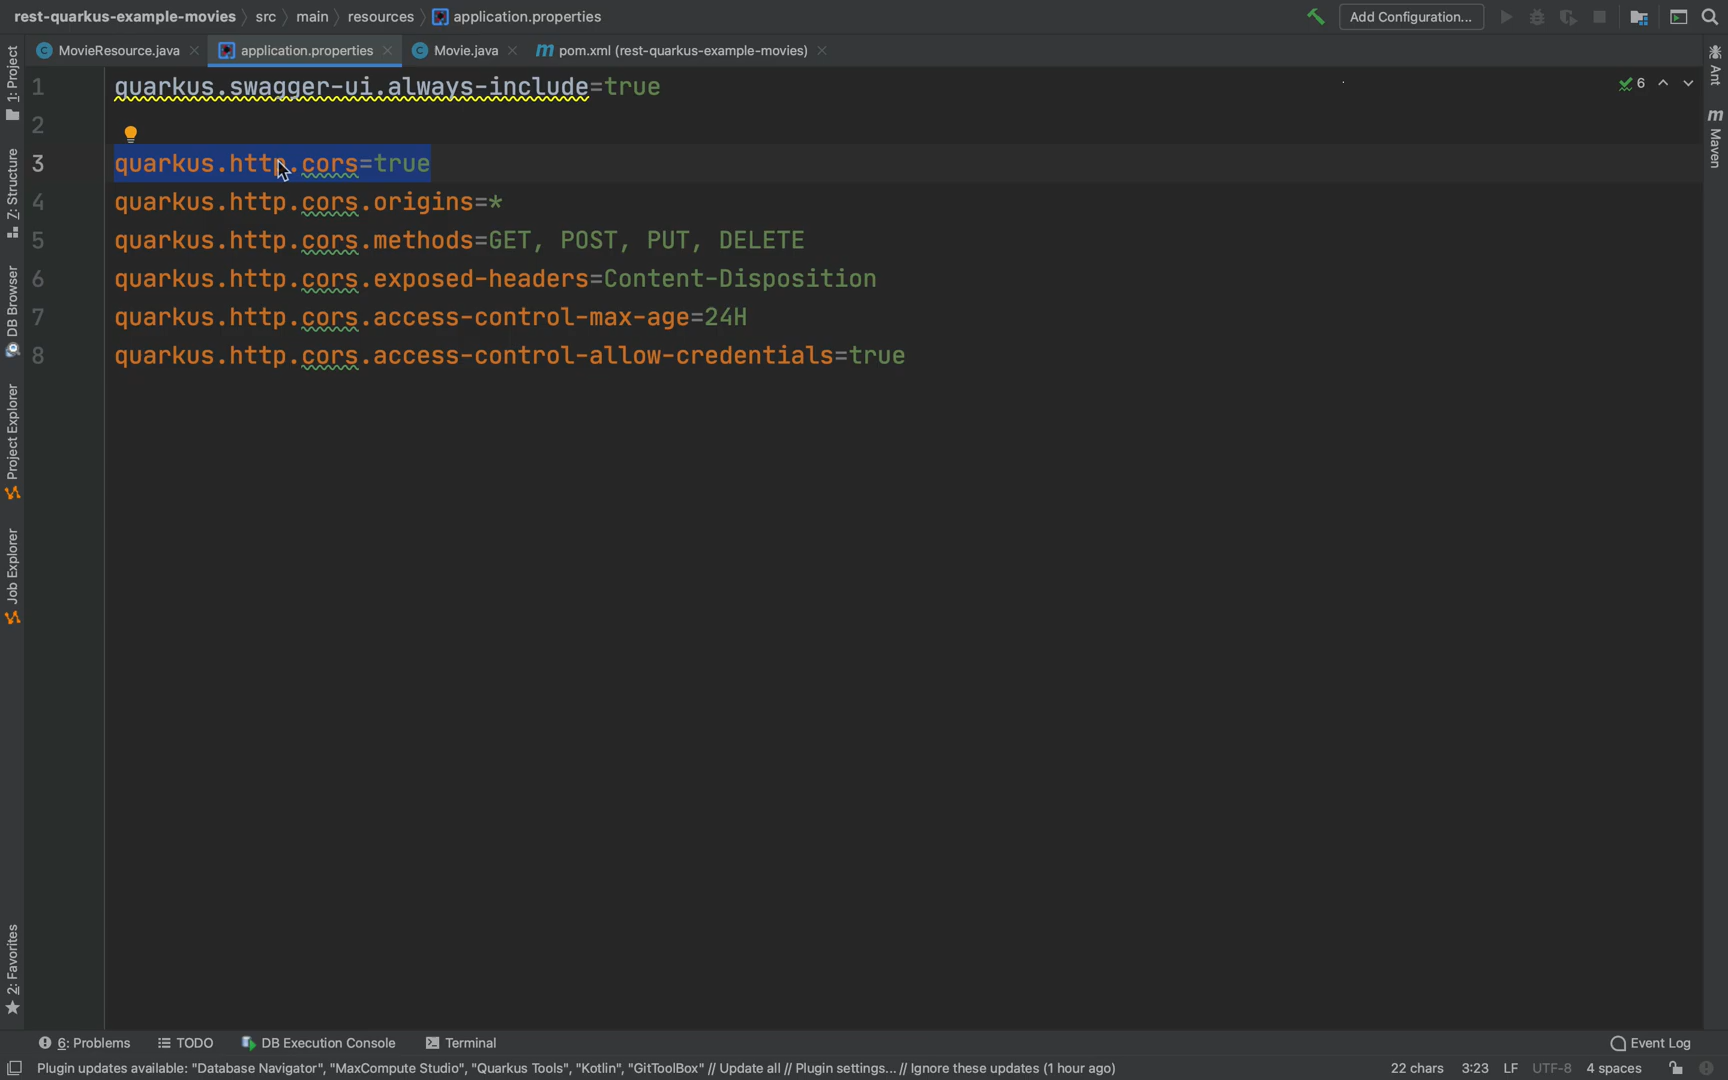 rest-quarkus-example-movies src main resources application.properties
Add Configuration...
MovieResource.java application.properties Movie.java m pom.xml (rest-quarkus-example-movies)
1: Project
Z: Structure
DB Browser
Project Explorer
Job Explorer
2: Favorites
1 quarkus.swagger-ui.always-include=true
2
3 quarkus.http.cors=true
4 quarkus.http.cors.origins=*
5 quarkus.http.cors.methods=GET, POST, PUT, DELETE
6 quarkus.http.cors.exposed-headers=Content-Disposition
7 quarkus.http.cors.access-control-max-age=24H
8 quarkus.http.cors.access-control-allow-credentials=true
6
Ant
m Maven
6: Problems TODO DB Execution Console Terminal Event Log
Plugin updates available: "Database Navigator", "MaxCompute Studio", "Quarkus Tools", "Kotlin", "GitToolBox" // Update all // Plugin settings... // Ignore these updates (1 hour ago) 22 chars 3:23 LF UTF-8 4 spaces